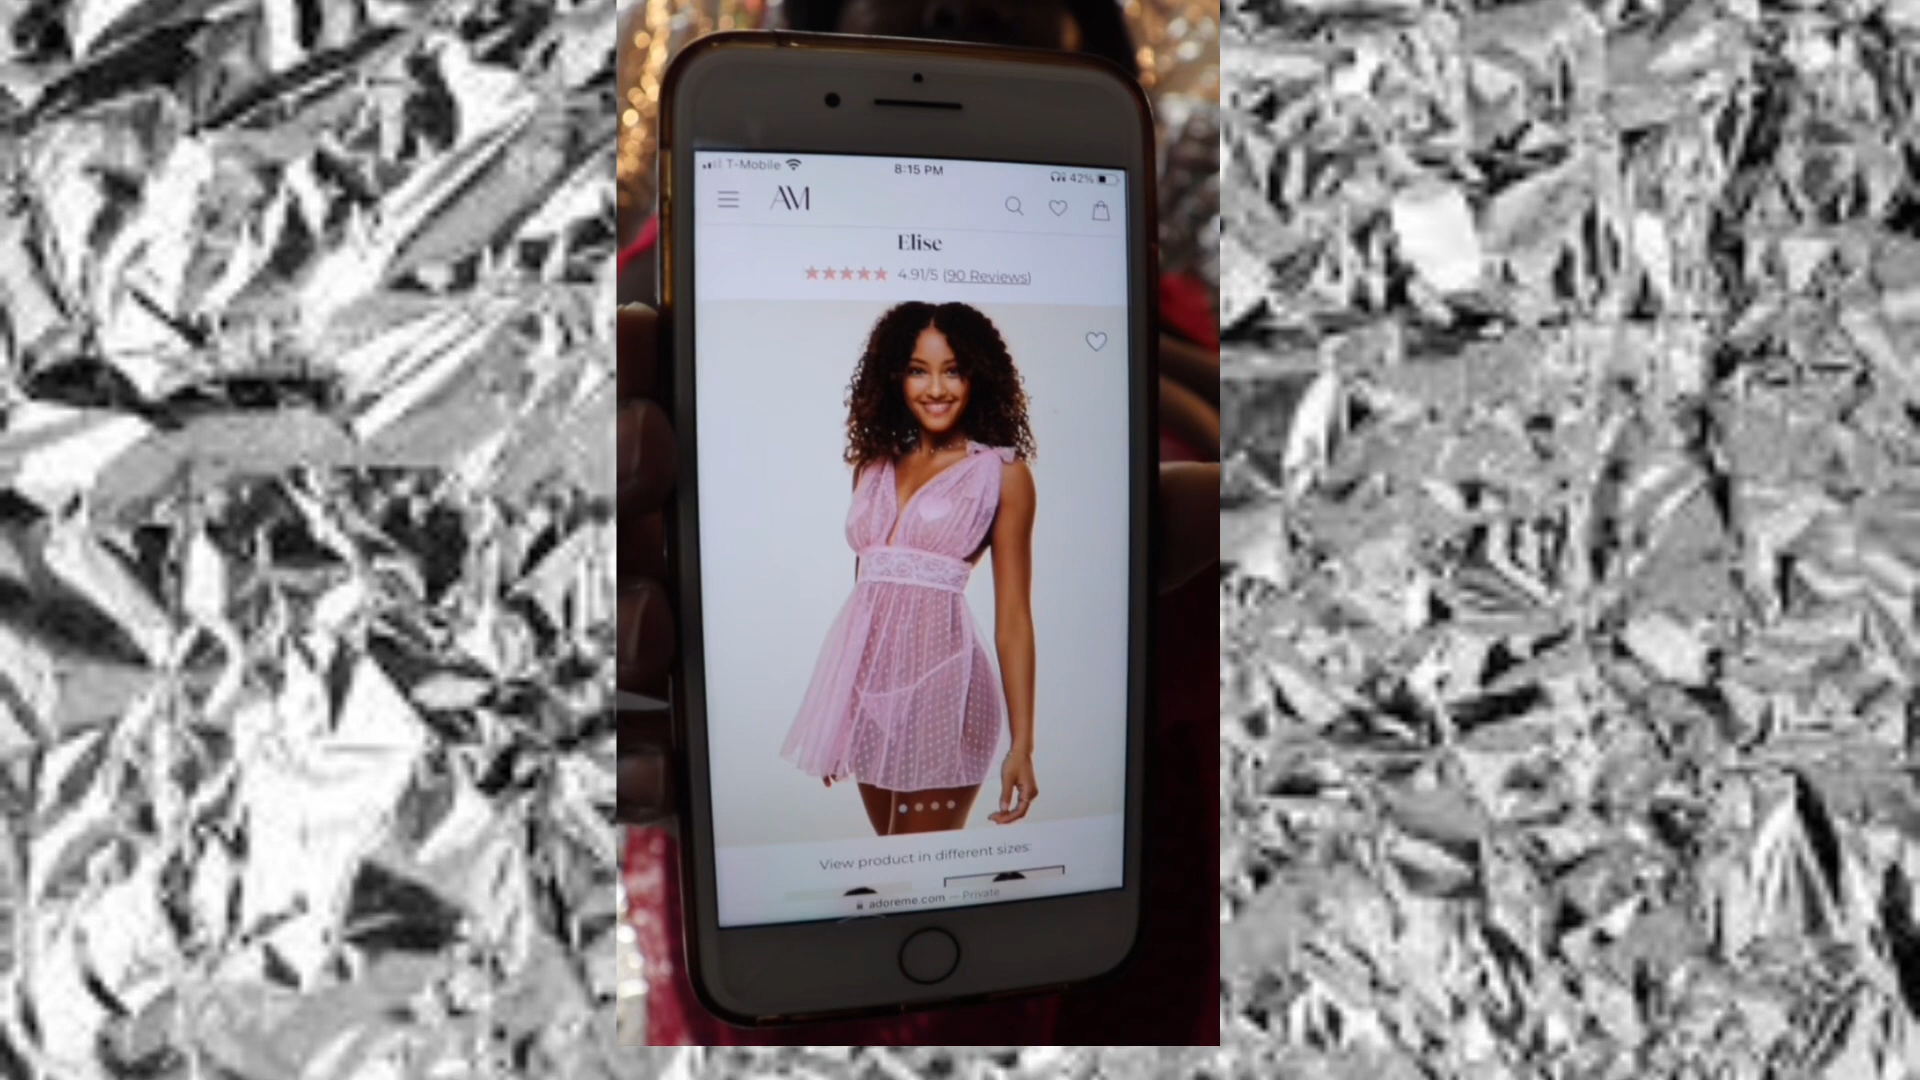 T-Mobile 8:15 PM 42%
AM
Elise
4.91/5 (90 Reviews)
View product in different sizes:
adoreme.com — Private